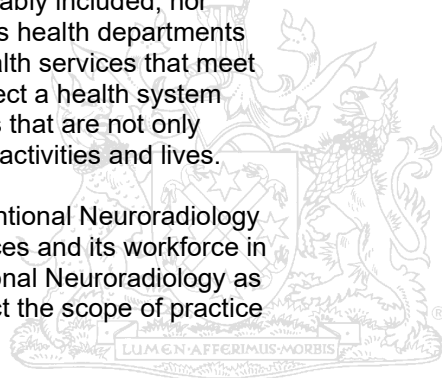 ably included, nor
s health departments
alth services that meet
ect a health system
s that are not only
activities and lives.
ntional Neuroradiology
ces and its workforce in
onal Neuroradiology as
ct the scope of practice
®
LUMEN·AFFERIMUS·MORBIS